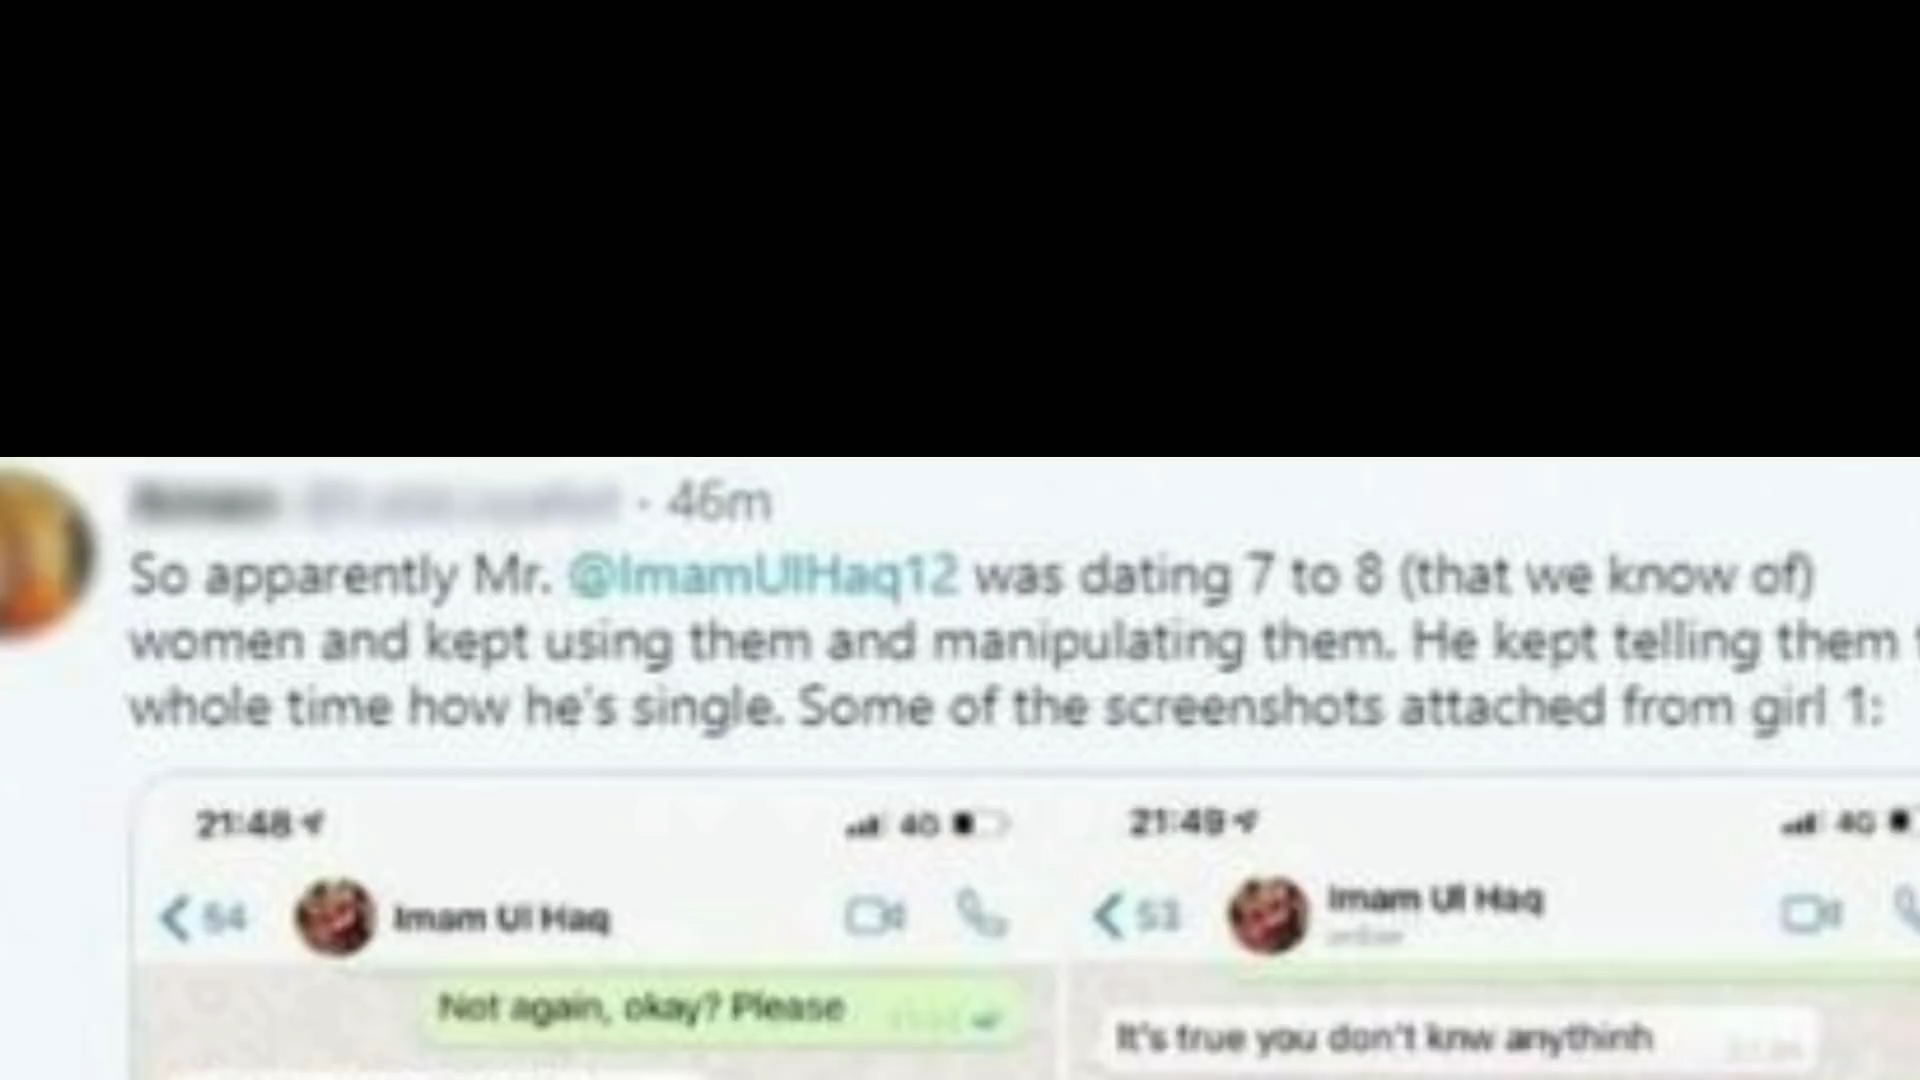 · 46m
So apparently Mr. @ImamUlHaq12 was dating 7 to 8 (that we know of)
women and kept using them and manipulating them. He kept telling them
whole time how he's single. Some of the screenshots attached from girl 1:
21:48 4G
54 Imam Ul Haq
Not again, okay? Please
21:49 4G
53 Imam Ul Haq
online
It's true you don't knw anythinh